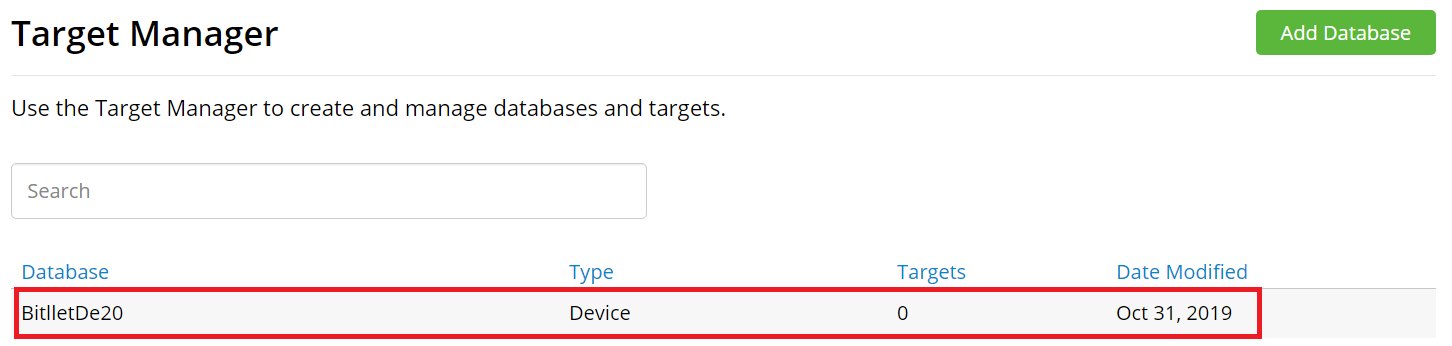 Target Manager
Add Database
Use the Target Manager to create and manage databases and targets.
Search
Database Type Targets Date Modified
BitlletDe20 Device 0 Oct 31, 2019